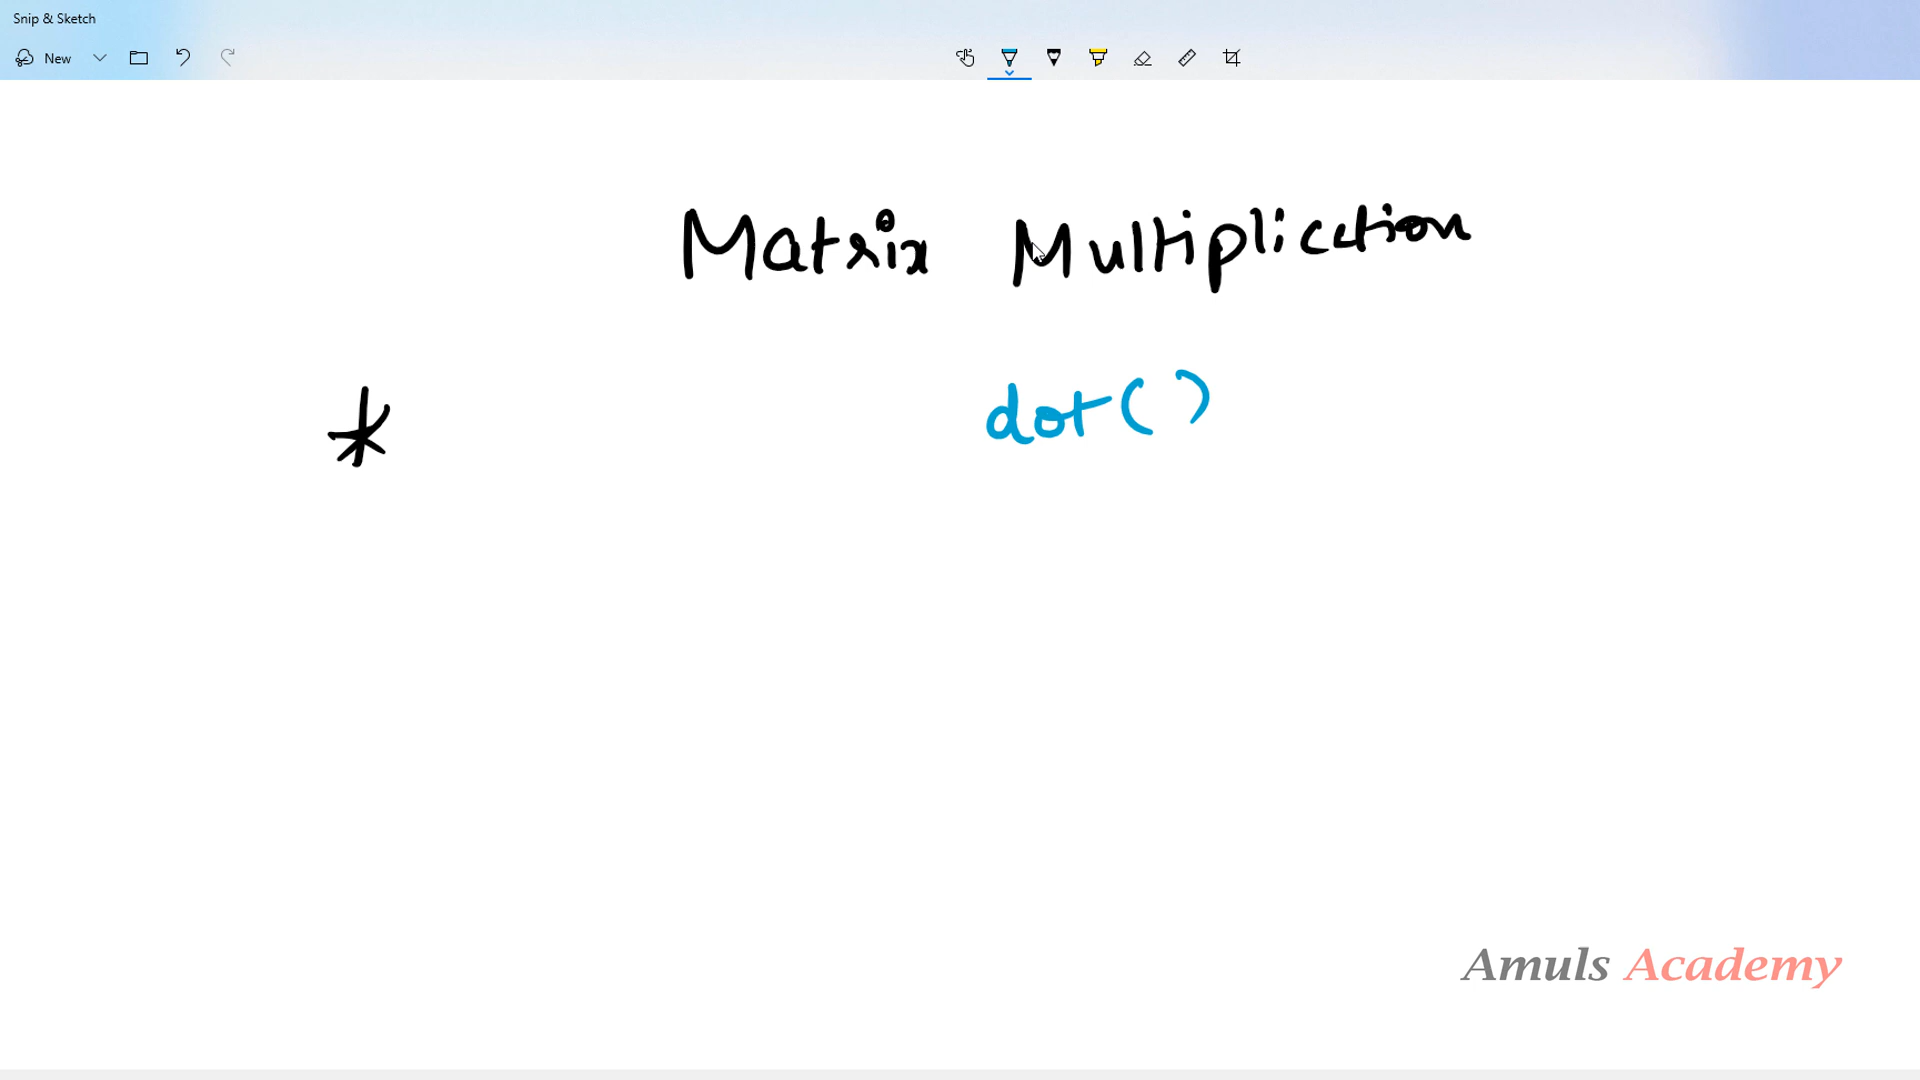 Snip & Sketch
New
Matrix Multiplication
* dot()
Amuls Academy